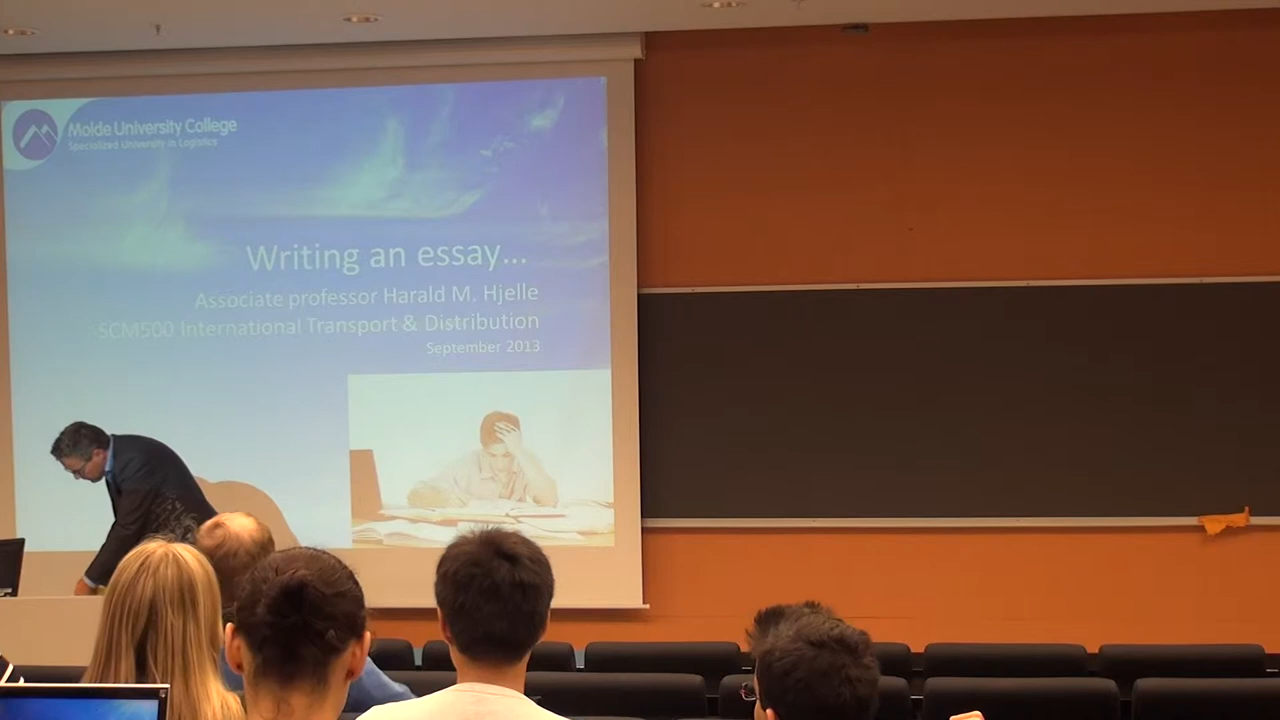 Molde University College
Specialized University in Logistics
Writing an essay...
Associate professor Harald M. Hjelle
SCM500 International Transport & Distribution
September 2013